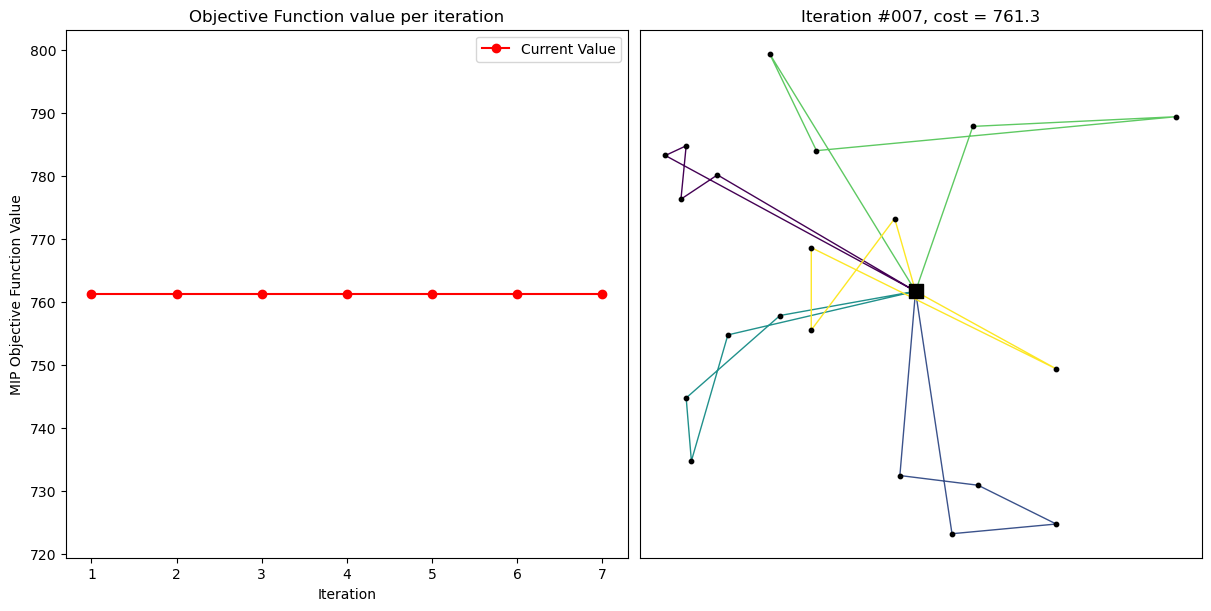 Objective Function value per iteration
Current Value
MIP Objective Function Value
800
790
780
770
760
750
740
730
720
1 2 3 4 5 6 7
Iteration
Iteration #007, cost = 761.3